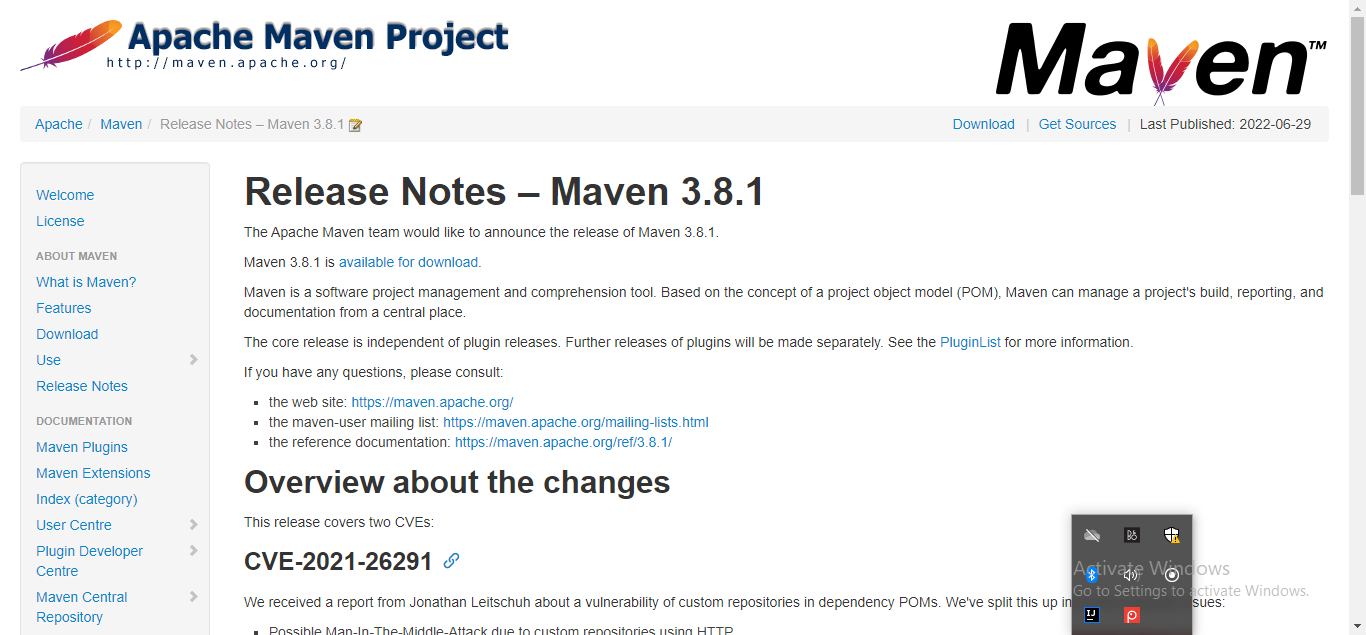 Apache Maven Project
http://maven.apache.org/
Maven™
Apache / Maven / Release Notes – Maven 3.8.1
Download | Get Sources | Last Published: 2022-06-29
Welcome
License
ABOUT MAVEN
What is Maven?
Features
Download
Use
Release Notes
DOCUMENTATION
Maven Plugins
Maven Extensions
Index (category)
User Centre
Plugin Developer
Centre
Maven Central
Repository
Release Notes – Maven 3.8.1
The Apache Maven team would like to announce the release of Maven 3.8.1.
Maven 3.8.1 is available for download.
Maven is a software project management and comprehension tool. Based on the concept of a project object model (POM), Maven can manage a project's build, reporting, and
documentation from a central place.
The core release is independent of plugin releases. Further releases of plugins will be made separately. See the PluginList for more information.
If you have any questions, please consult:
the web site: https://maven.apache.org/
the maven-user mailing list: https://maven.apache.org/mailing-lists.html
the reference documentation: https://maven.apache.org/ref/3.8.1/
Overview about the changes
This release covers two CVEs:
CVE-2021-26291
We received a report from Jonathan Leitschuh about a vulnerability of custom repositories in dependency POMs. We've split this up in
Possible Man-In-The-Middle-Attack due to custom repositories using HTTP
Activate Windows
Go to Settings to activate Windows.
IJ